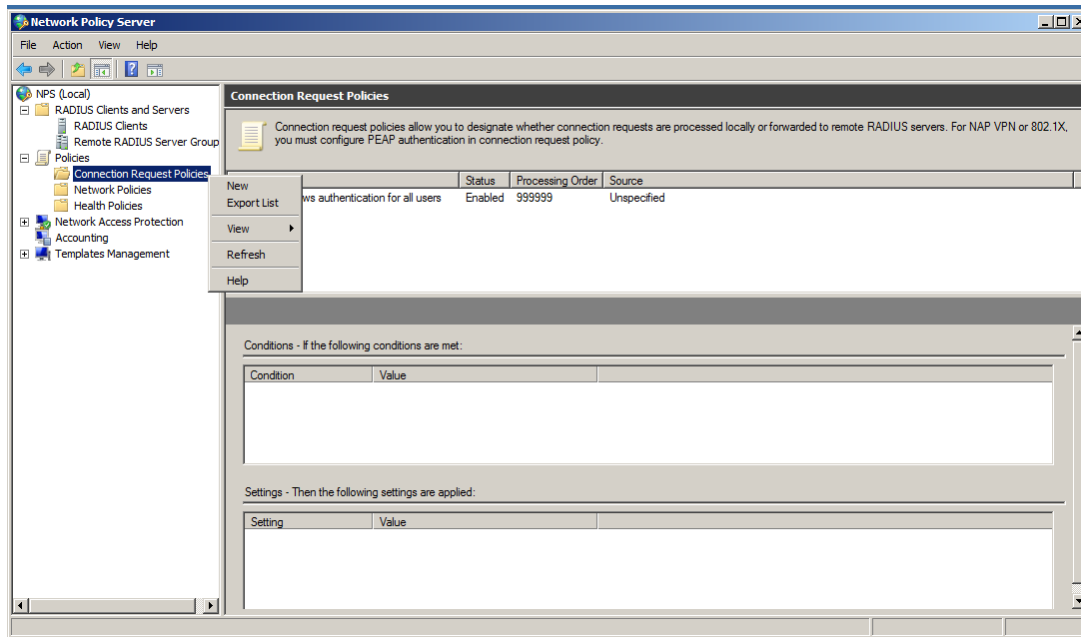 Network Policy Server
File Action View Help
NPS (Local)
RADIUS Clients and Servers
RADIUS Clients
Remote RADIUS Server Group
Policies
Connection Request Policies
Network Policies
Health Policies
Network Access Protection
Accounting
Templates Management
New
Export List
View
Refresh
Help
Connection Request Policies
Connection request policies allow you to designate whether connection requests are processed locally or forwarded to remote RADIUS servers. For NAP VPN or 802.1X,
you must configure PEAP authentication in connection request policy.
Status Processing Order Source
ws authentication for all users Enabled 999999 Unspecified
Conditions - If the following conditions are met:
Condition Value
Settings - Then the following settings are applied:
Setting Value